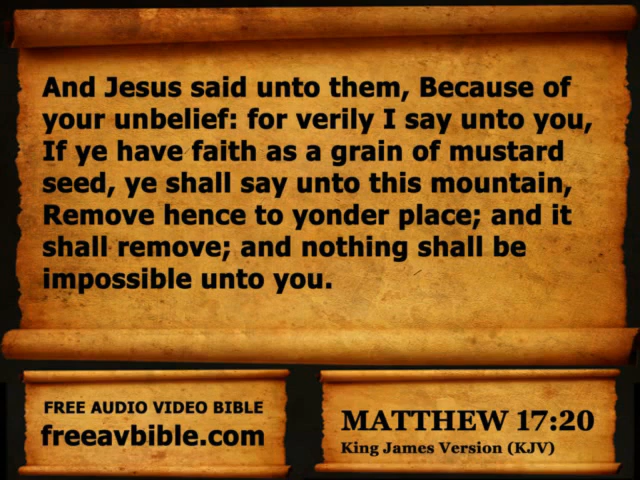 And Jesus said unto them, Because of
your unbelief: for verily I say unto you,
If ye have faith as a grain of mustard
seed, ye shall say unto this mountain,
Remove hence to yonder place; and it
shall remove; and nothing shall be
impossible unto you.
FREE AUDIO VIDEO BIBLE
freeavbible.com
MATTHEW 17:20
King James Version (KJV)